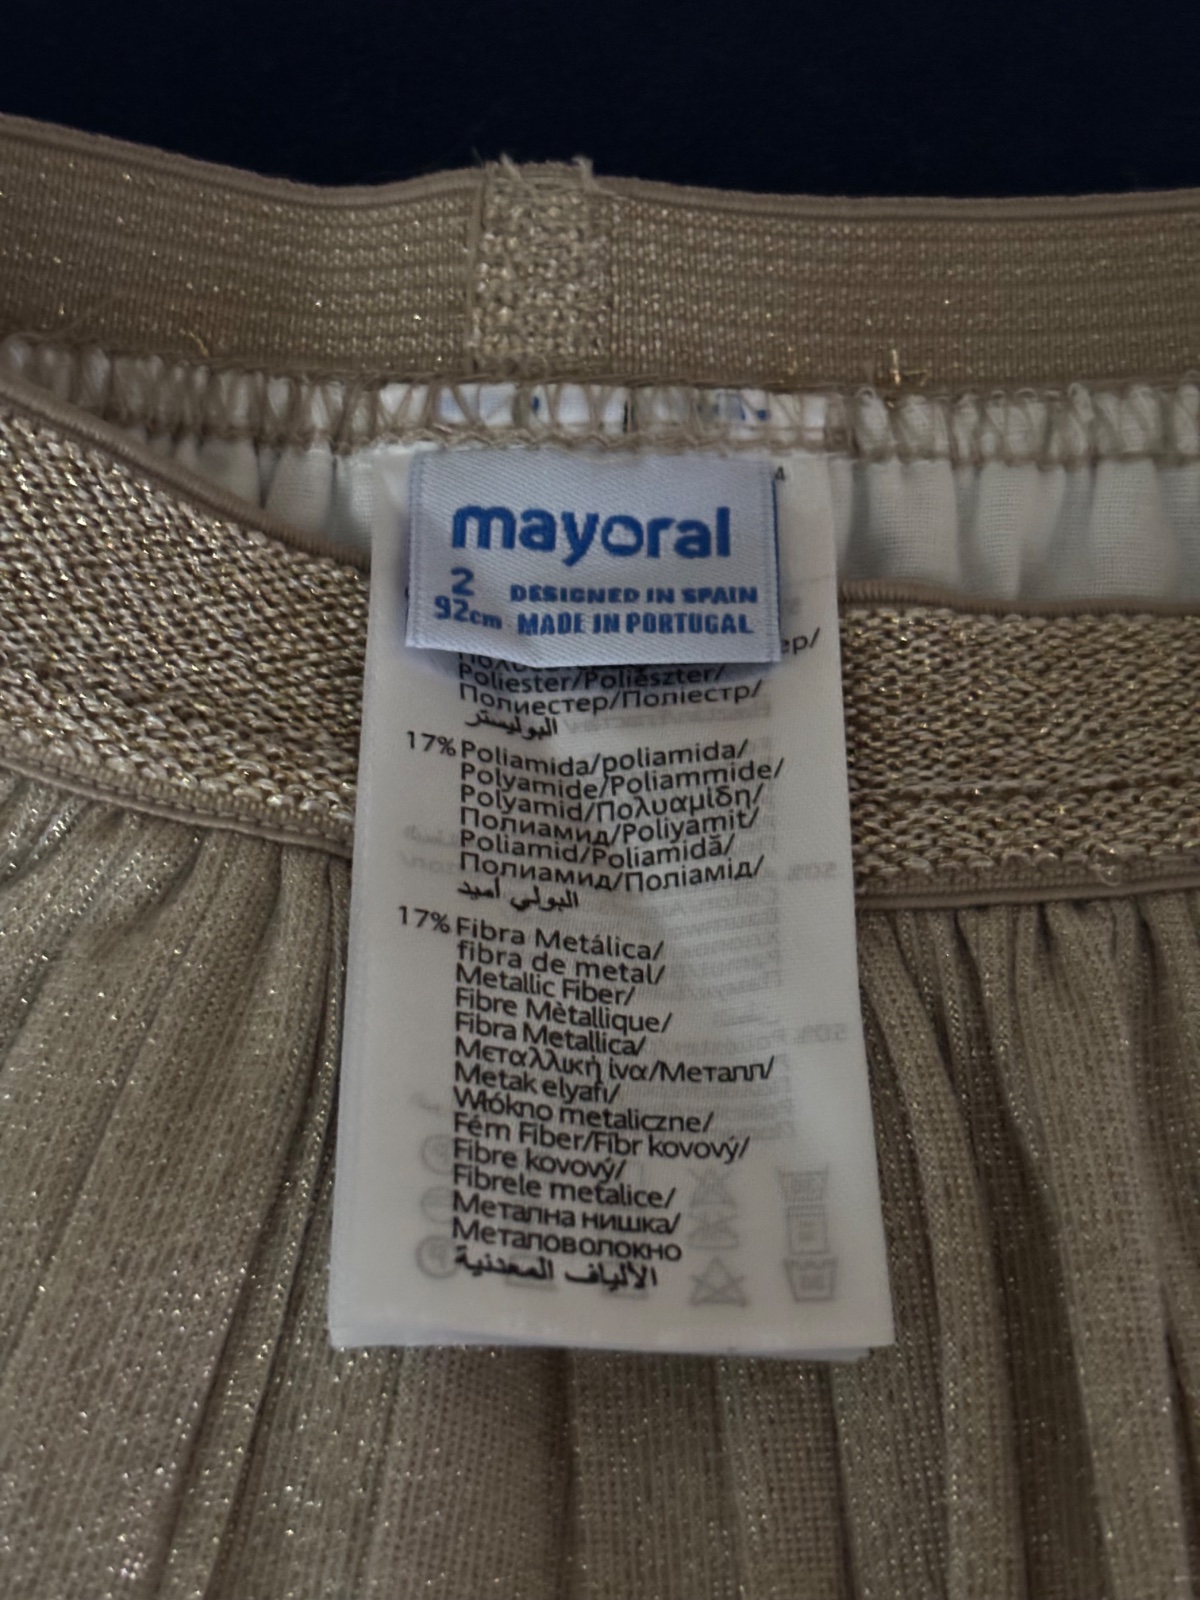 mayoral
2 DESIGNED IN SPAIN
92cm MADE IN PORTUGAL
Poliester/Poliészter/
Полиестер/Поліестр/
البوليستر
17% Poliamida/poliamida/
Polyamide/Poliammide/
Polyamid/Πολυαμίδη/
Полиамид/Poliyamit/
Poliamid/Poliamidă/
Полиамид/Поліамід/
البولي أميد
17% Fibra Metálica/
fibra de metal/
Metallic Fiber/
Fibre Mètallique/
Fibra Metallica/
Μεταλλική ίνα/Металл/
Metak elyafı/
Włókno metaliczne/
Fém Fiber/Fibr kovový/
Fibre kovový/
Fibrele metalice/
Метална нишка/
Металоволокно
الألياف المعدنية